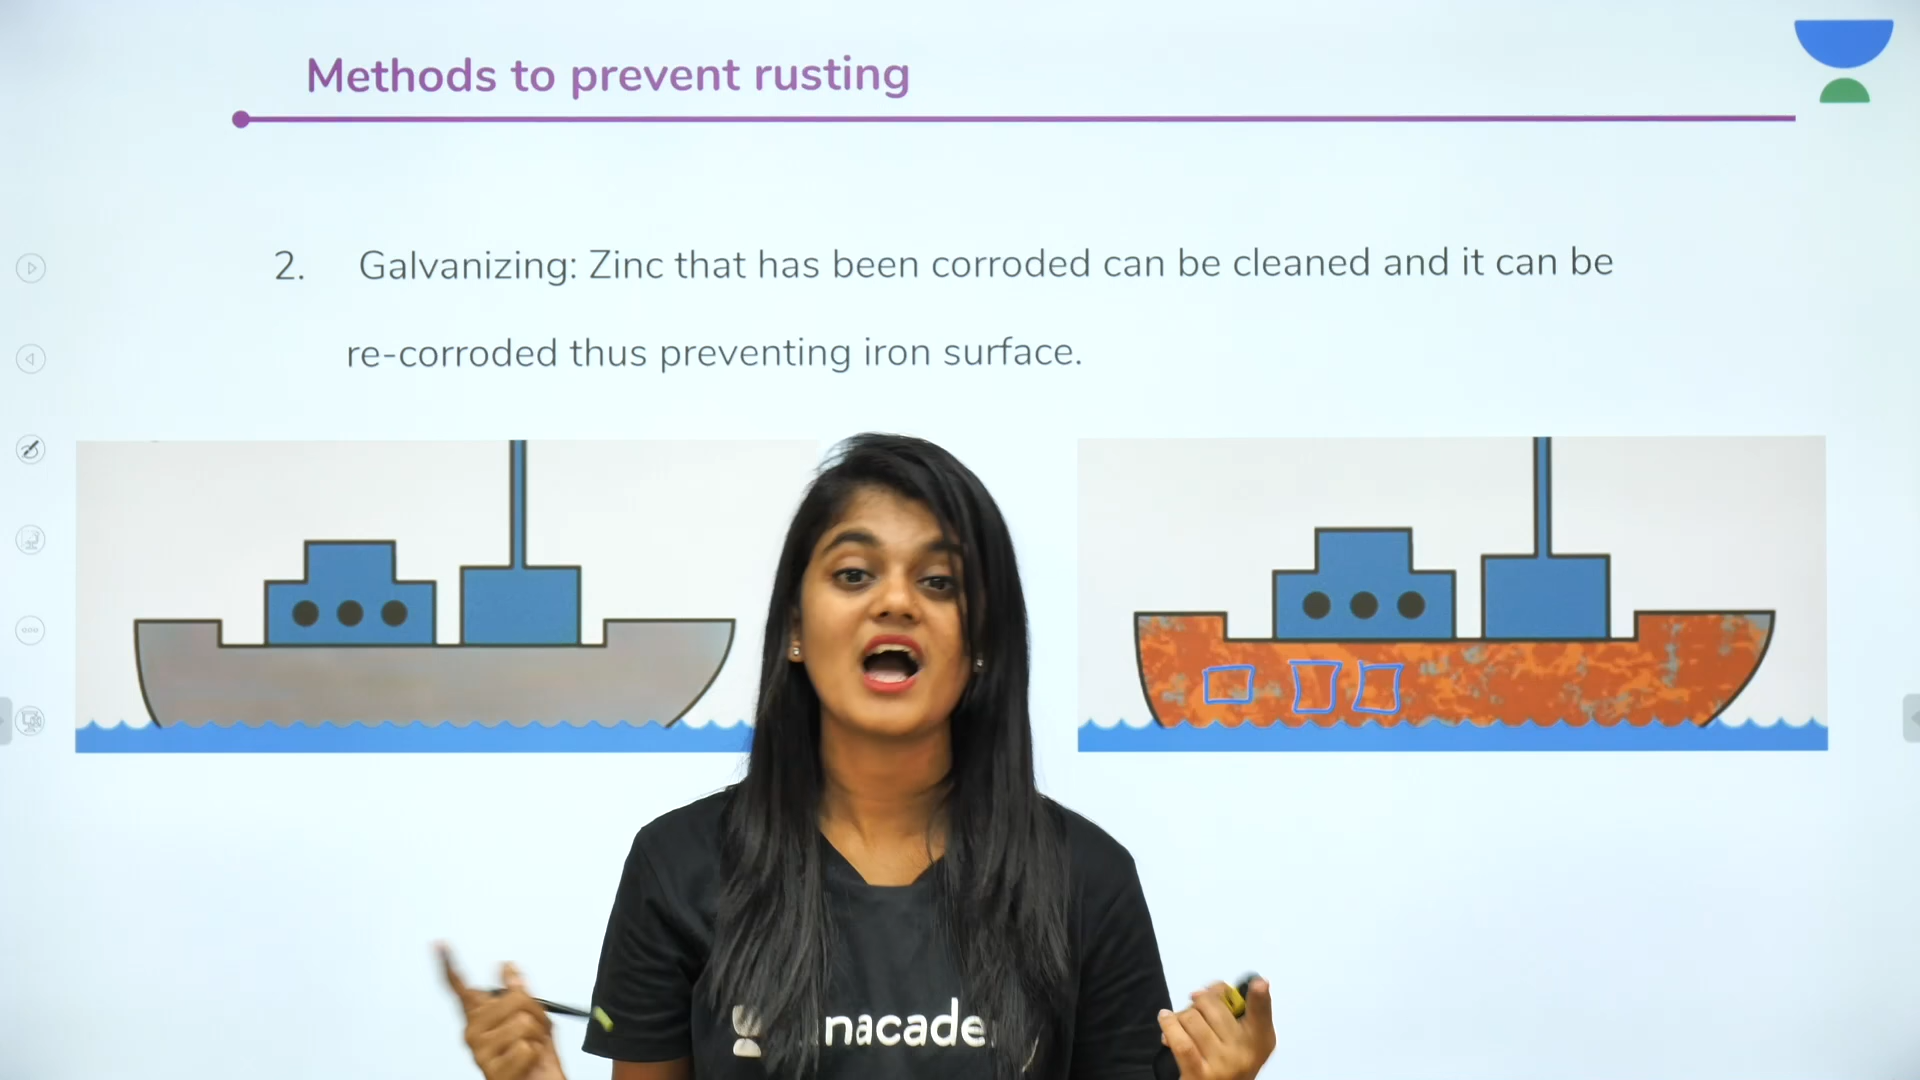 Methods to prevent rusting
2. Galvanizing: Zinc that has been corroded can be cleaned and it can be
re-corroded thus preventing iron surface.
nacade